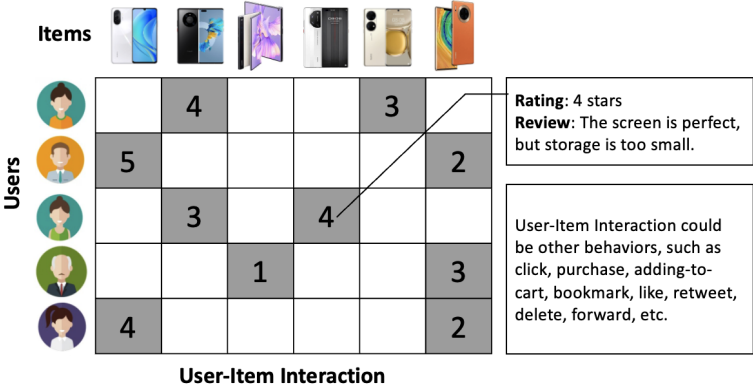 Items
Users
4 3
5 2
3 4
1 3
4 2
User-Item Interaction
Rating: 4 stars
Review: The screen is perfect,
but storage is too small.
User-Item Interaction could
be other behaviors, such as
click, purchase, adding-to-
cart, bookmark, like, retweet,
delete, forward, etc.